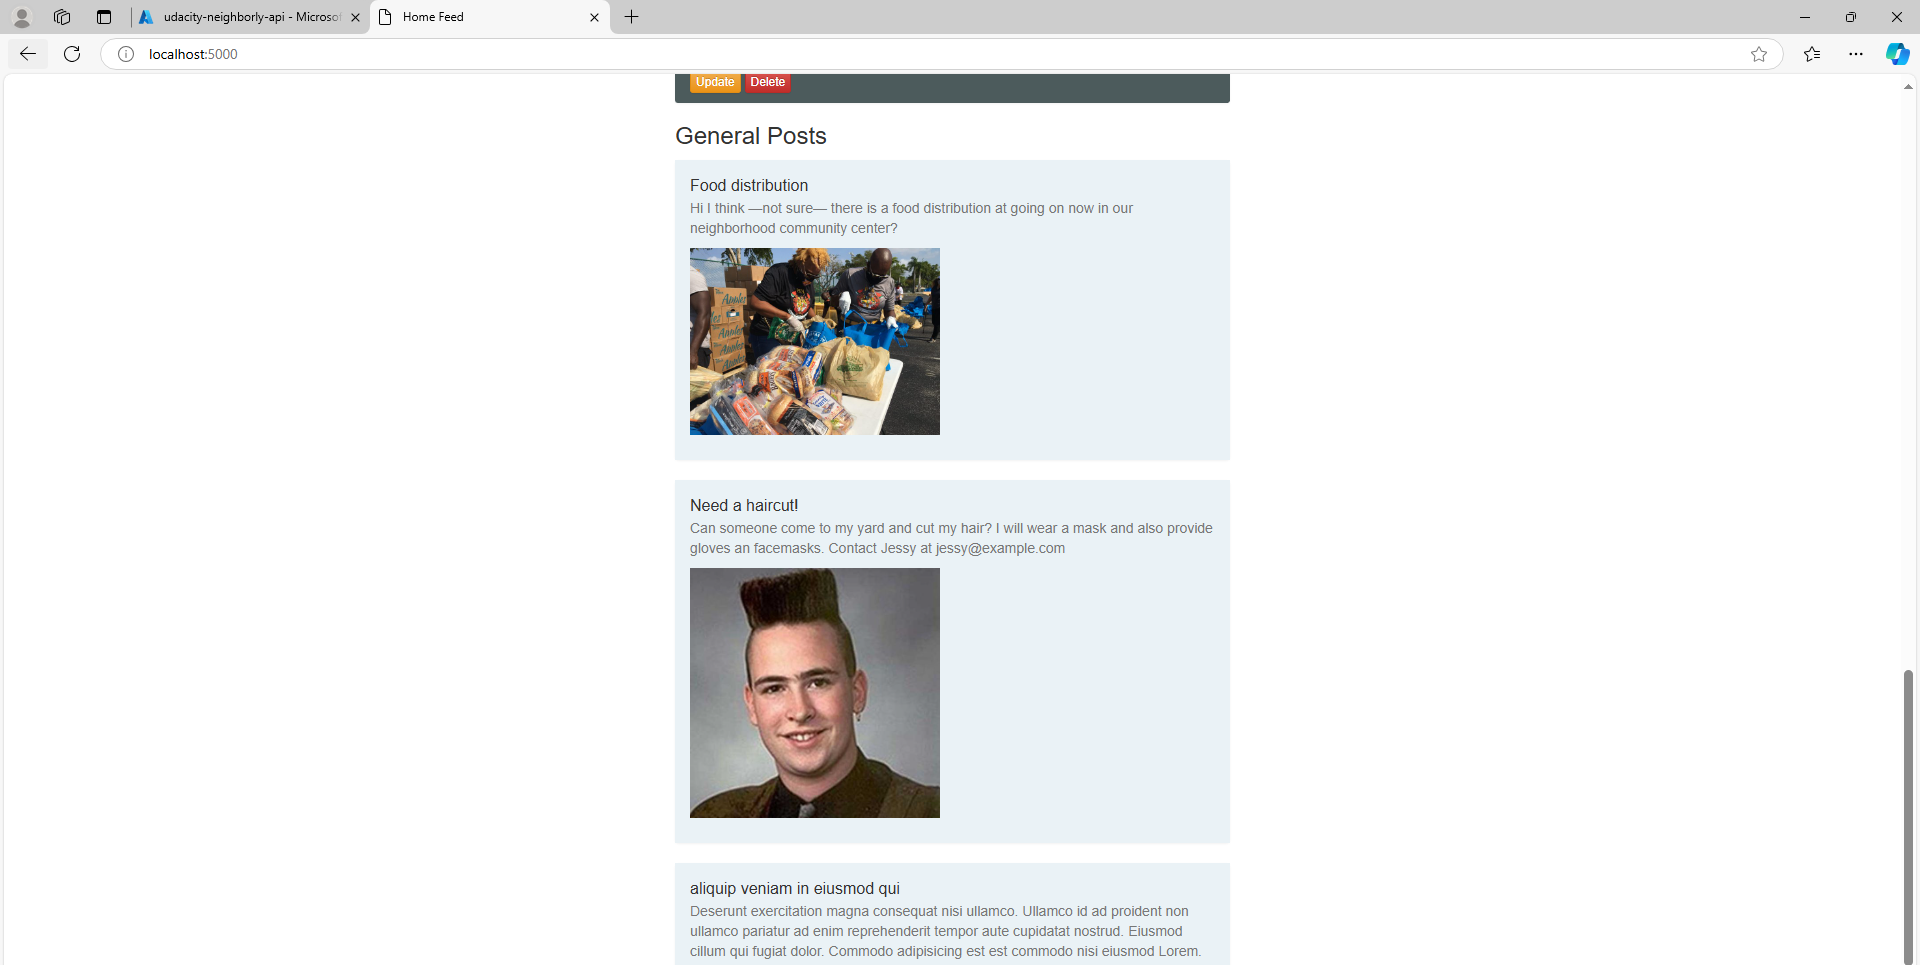 udacity-neighborly-api - Microsof
Home Feed
localhost:5000
Update Delete
General Posts
Food distribution
Hi I think —not sure— there is a food distribution at going on now in our
neighborhood community center?
Apples
Apples
Apples
Need a haircut!
Can someone come to my yard and cut my hair? I will wear a mask and also provide
gloves an facemasks. Contact Jessy at jessy@example.com
aliquip veniam in eiusmod qui
Deserunt exercitation magna consequat nisi ullamco. Ullamco id ad proident non
ullamco pariatur ad enim reprehenderit tempor aute cupidatat nostrud. Eiusmod
cillum qui fugiat dolor. Commodo adipisicing est est commodo nisi eiusmod Lorem.